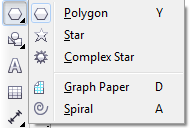 Polygon Y
Star
Complex Star
Graph Paper D
Spiral A